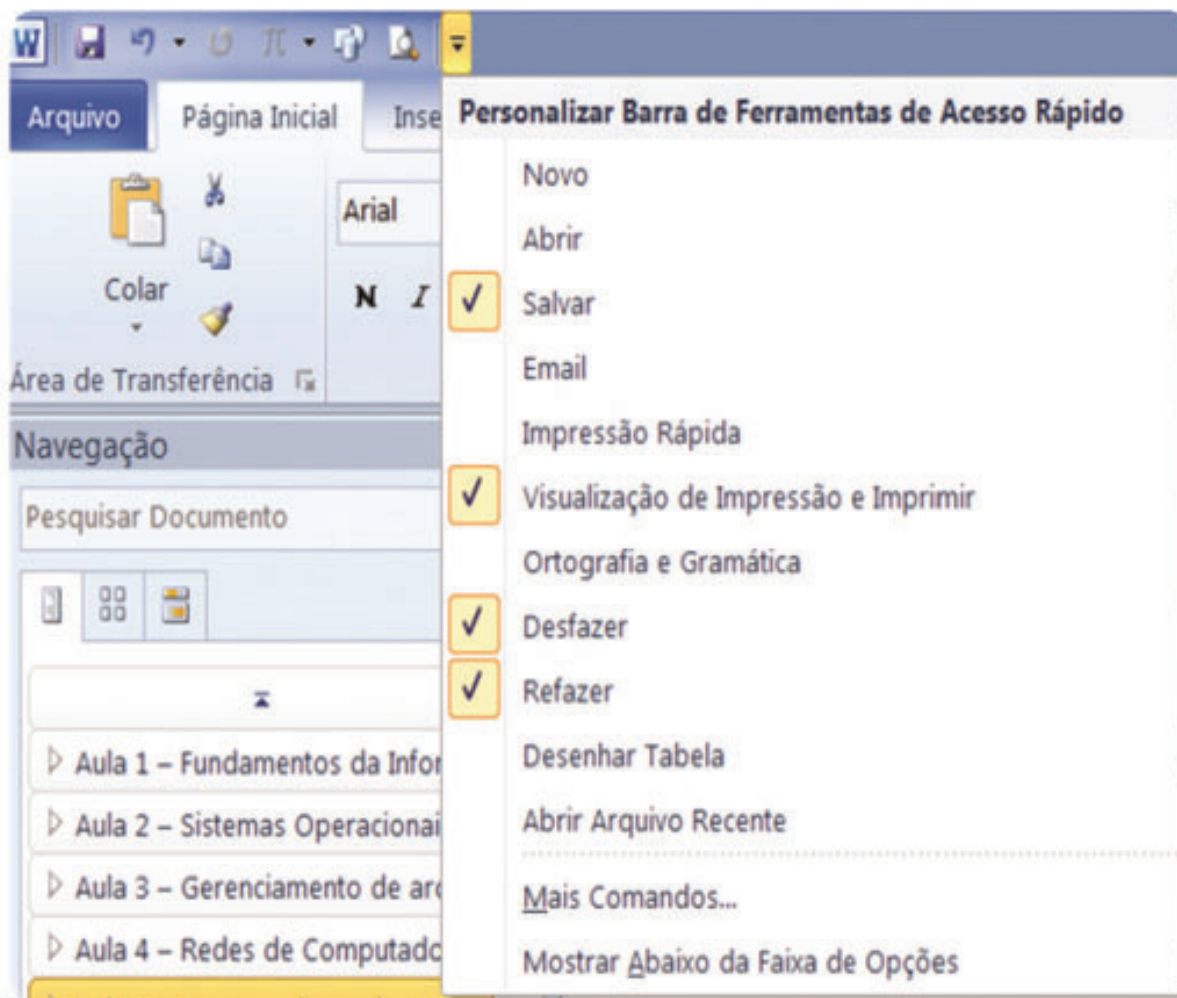 W
Arquivo
Página Inicial
Inse
Personalizar Barra de Ferramentas de Acesso Rápido
Colar
Arial
N I
Área de Transferência
Navegação
Pesquisar Documento
Aula 1 – Fundamentos da Infor
Aula 2 – Sistemas Operacionai
Aula 3 – Gerenciamento de arq
Aula 4 – Redes de Computado
Novo
Abrir
Salvar
Email
Impressão Rápida
Visualização de Impressão e Imprimir
Ortografia e Gramática
Desfazer
Refazer
Desenhar Tabela
Abrir Arquivo Recente
Mais Comandos...
Mostrar Abaixo da Faixa de Opções